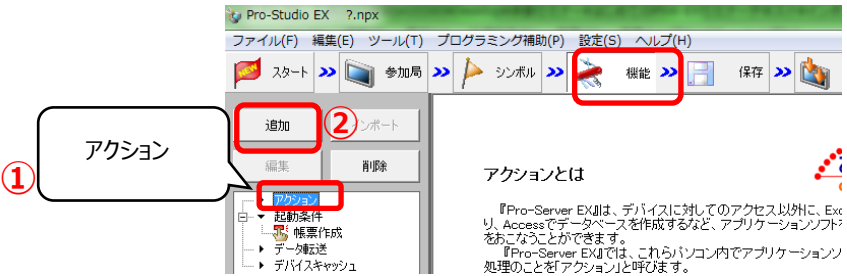 Pro-Studio EX ?.npx
ファイル(F) 編集(E) ツール(T) プログラミング補助(P) 設定(S) ヘルプ(H)
スタート 参加局 シンボル 機能 保存
追加 ② ンポート
編集 削除
アクション
①
アクション
起動条件
帳票作成
データ転送
デバイスキャッシュ
アクションとは
『Pro-Server EX』は、デバイスに対してのアクセス以外に、Exc
り、Accessでデータベースを作成するなど、アプリケーションソフト
をおこなうことができます。
『Pro-Server EX』では、これらパソコン内でアプリケーションソ
処理のことを「アクション」と呼びます。